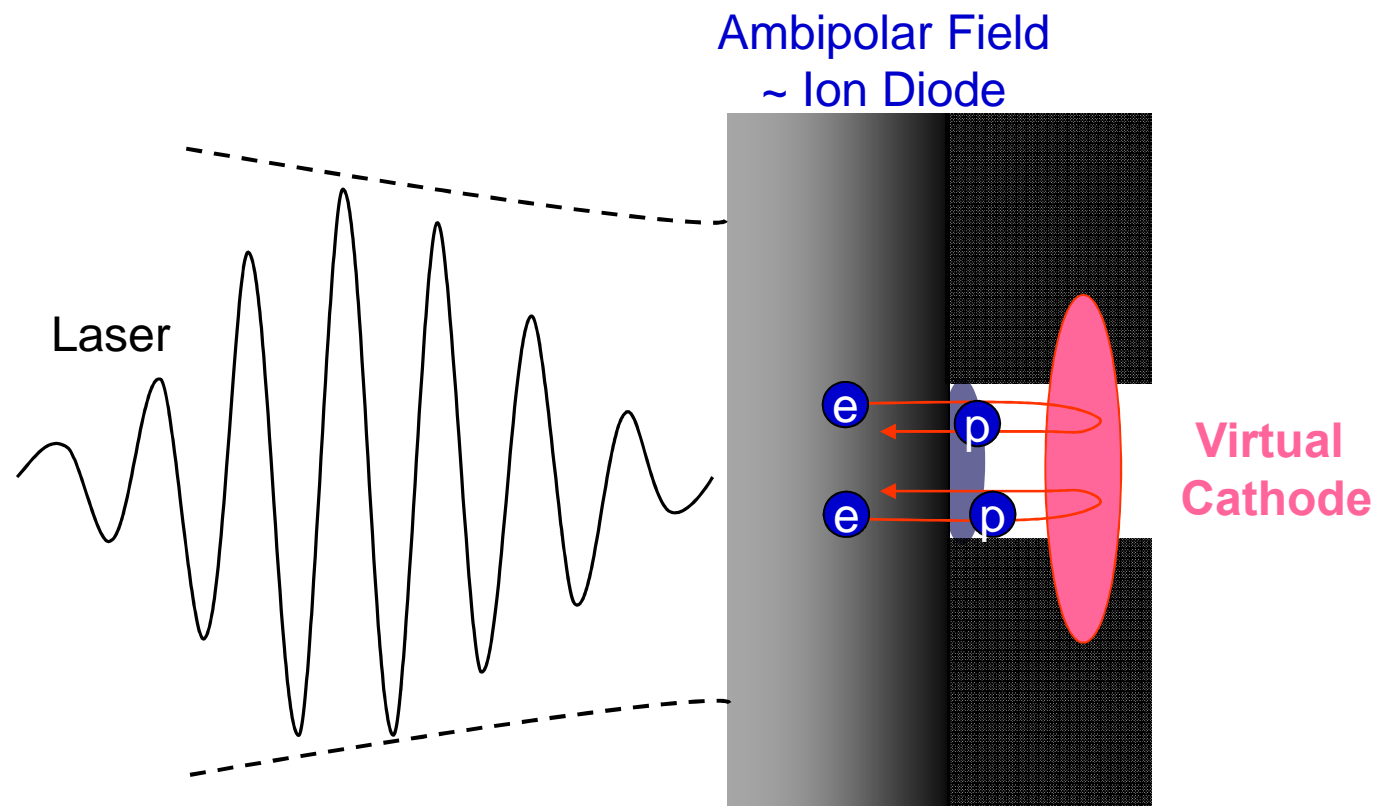 Ambipolar Field
~ Ion Diode
Laser
e
p
e
p
Virtual
Cathode